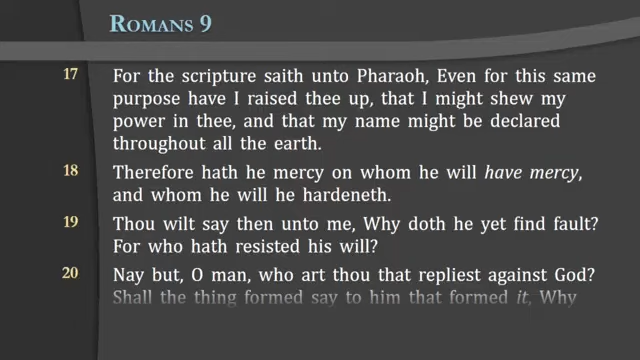 Romans 9
17 For the scripture saith unto Pharaoh, Even for this same
purpose have I raised thee up, that I might shew my
power in thee, and that my name might be declared
throughout all the earth.
18 Therefore hath he mercy on whom he will have mercy,
and whom he will he hardeneth.
19 Thou wilt say then unto me, Why doth he yet find fault?
For who hath resisted his will?
20 Nay but, O man, who art thou that repliest against God?
Shall the thing formed say to him that formed it, Why